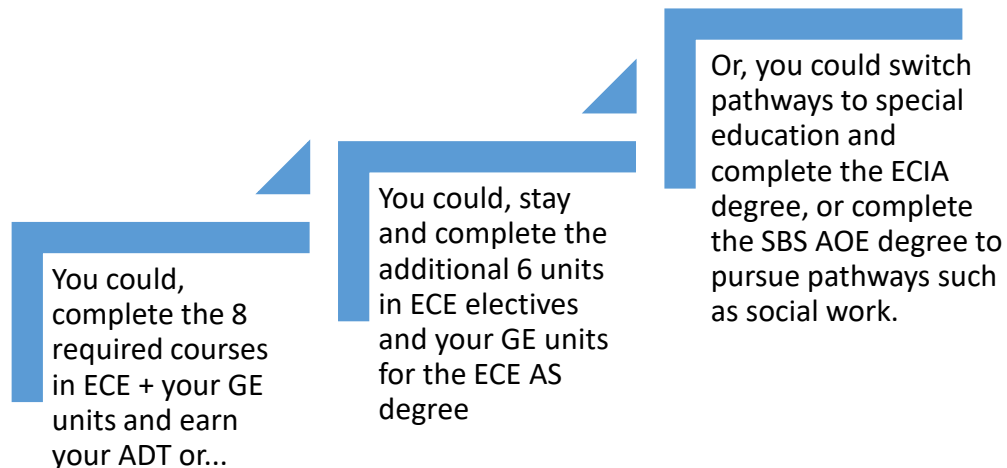 You could,
complete the 8
required courses
in ECE + your GE
units and earn
your ADT or...
You could, stay
and complete the
additional 6 units
in ECE electives
and your GE units
for the ECE AS
degree
Or, you could switch
pathways to special
education and
complete the ECIA
degree, or complete
the SBS AOE degree to
pursue pathways such
as social work.